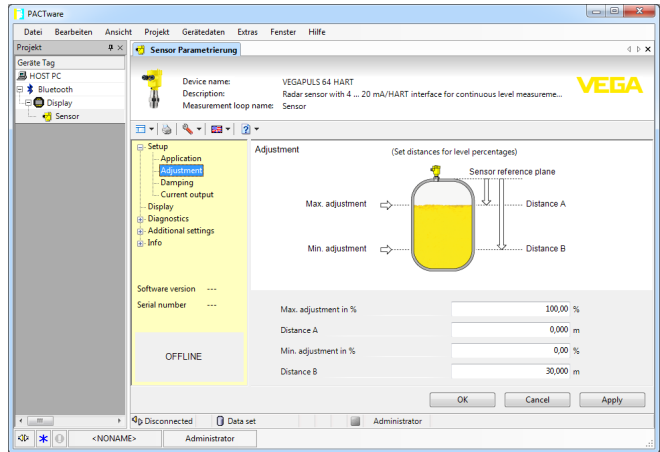 PACTware
Datei Bearbeiten Ansicht Projekt Gerätedaten Extras Fenster Hilfe
Projekt
Sensor Parametrierung
Geräte Tag
HOST PC
Bluetooth
Display
Sensor
Device name: VEGAPULS 64 HART
Description: Radar sensor with 4 ... 20 mA/HART interface for continuous level measureme...
Measurement loop name: Sensor
VEGA
Setup
Application
Adjustment
Damping
Current output
Display
Diagnostics
Additional settings
Info
Software version ---
Serial number ---
OFFLINE
Adjustment
(Set distances for level percentages)
Sensor reference plane
Max. adjustment
Distance A
Min. adjustment
Distance B
Max. adjustment in % 100,00 %
Distance A 0,000 m
Min. adjustment in % 0,00 %
Distance B 30,000 m
OK Cancel Apply
Disconnected Data set Administrator
<NONAME> Administrator